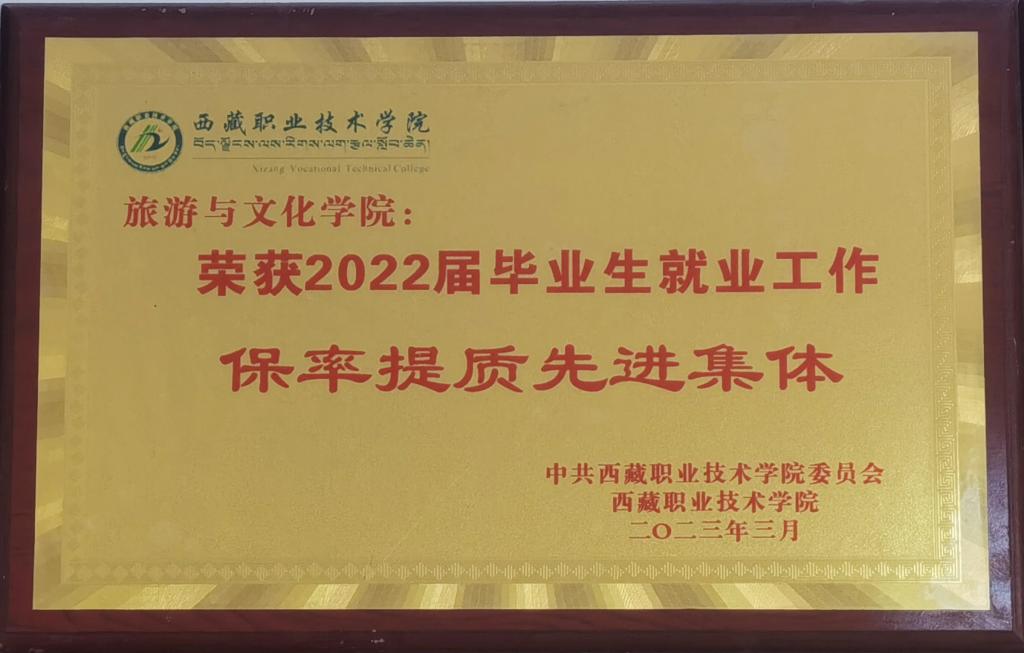 西藏职业技术学院
Xizang Vocational Technical College
旅游与文化学院：
荣获2022届毕业生就业工作
保率提质先进集体
中共西藏职业技术学院委员会
西藏职业技术学院
二〇二三年三月